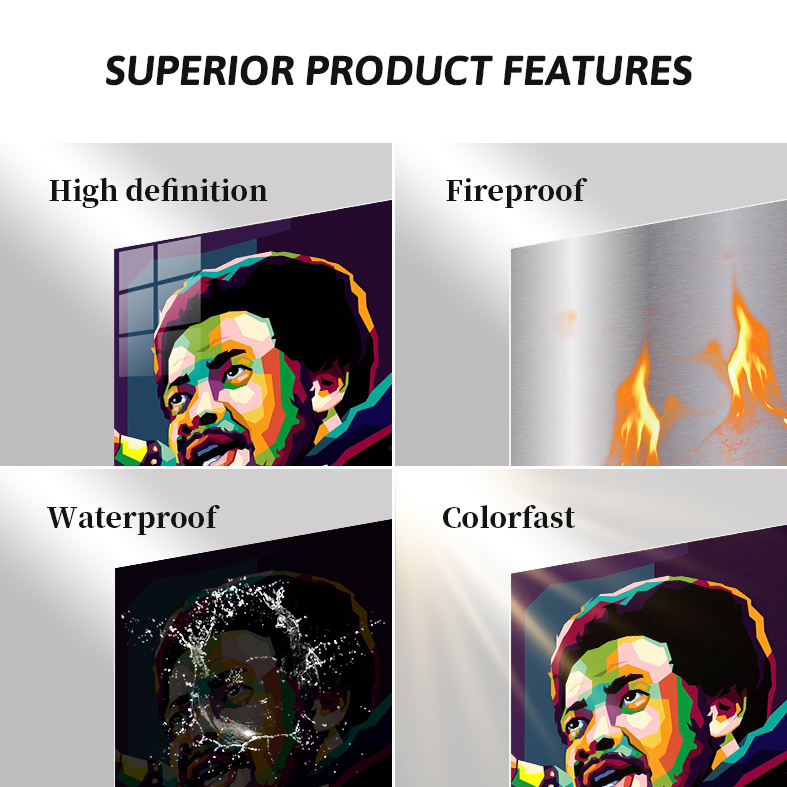 SUPERIOR PRODUCT FEATURES
High definition
Fireproof
Waterproof
Colorfast